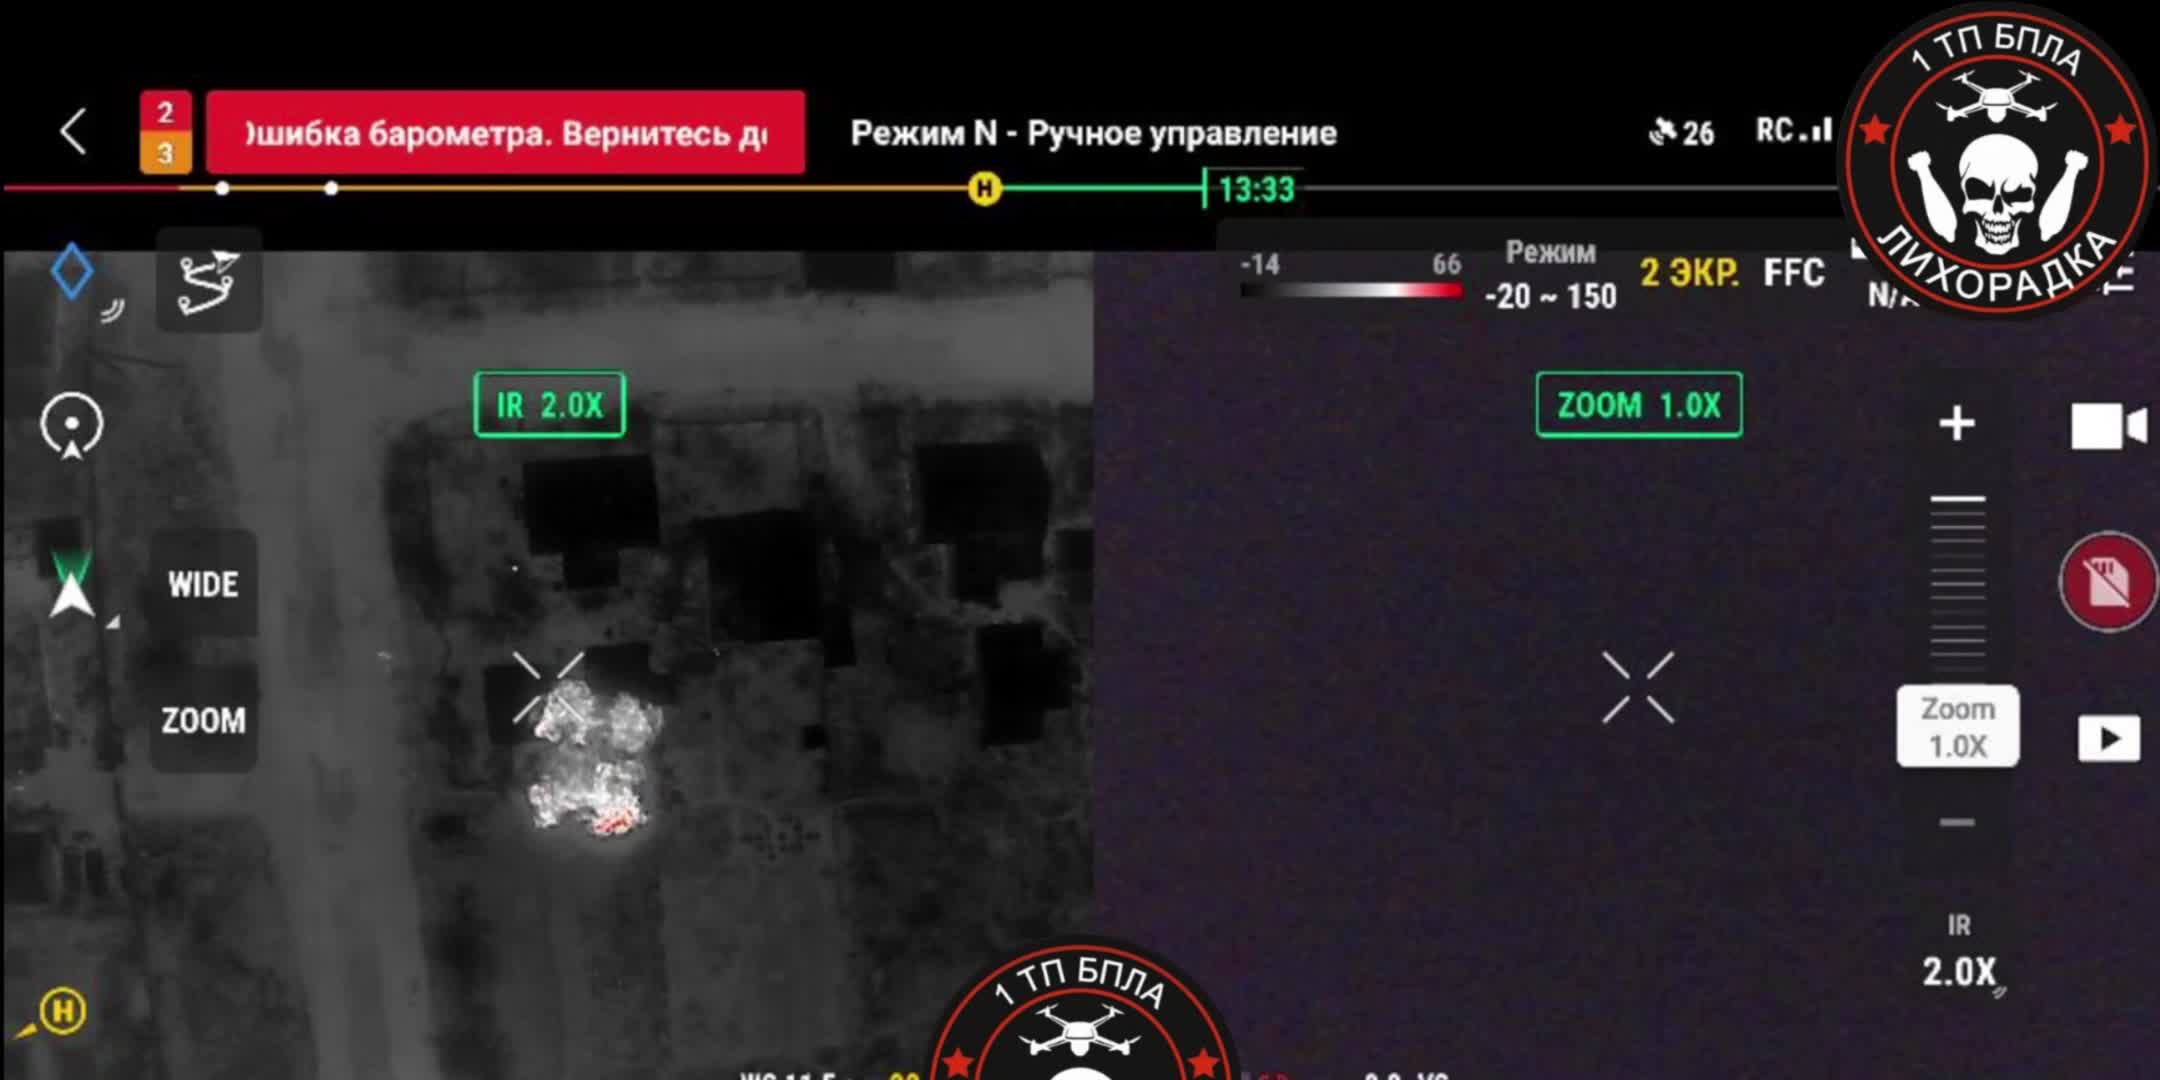 1 ТП БПЛА
ЛИХОРАДКА
2
3
Ошибка барометра. Вернитесь
Режим N - Ручное управление
26
RC
H
13:33
-14
66
Режим
-20 ~ 150
2 ЭКР.
FFC
IR 2.0X
ZOOM 1.0X
WIDE
ZOOM
Zoom
1.0X
IR
2.0X
H
1 ТП БПЛА